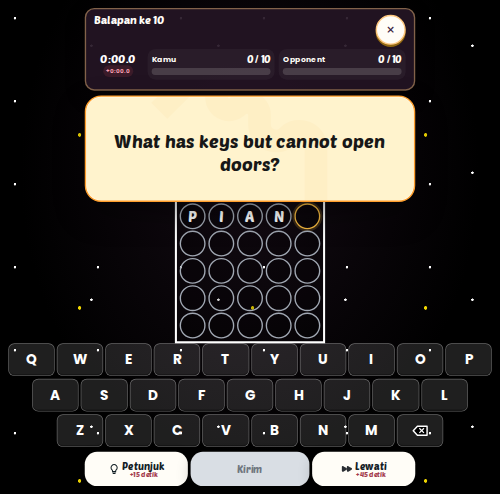 Balapan ke 10
×
0:00.0
+0:00.0
Kamu 0 / 10
Opponent 0 / 10
What has keys but cannot open
doors?
P I A N
Q W E R T Y U I O P
A S D F G H J K L
Z X C V B N M
Petunjuk
+15 detik
Kirim
Lewati
+45 detik